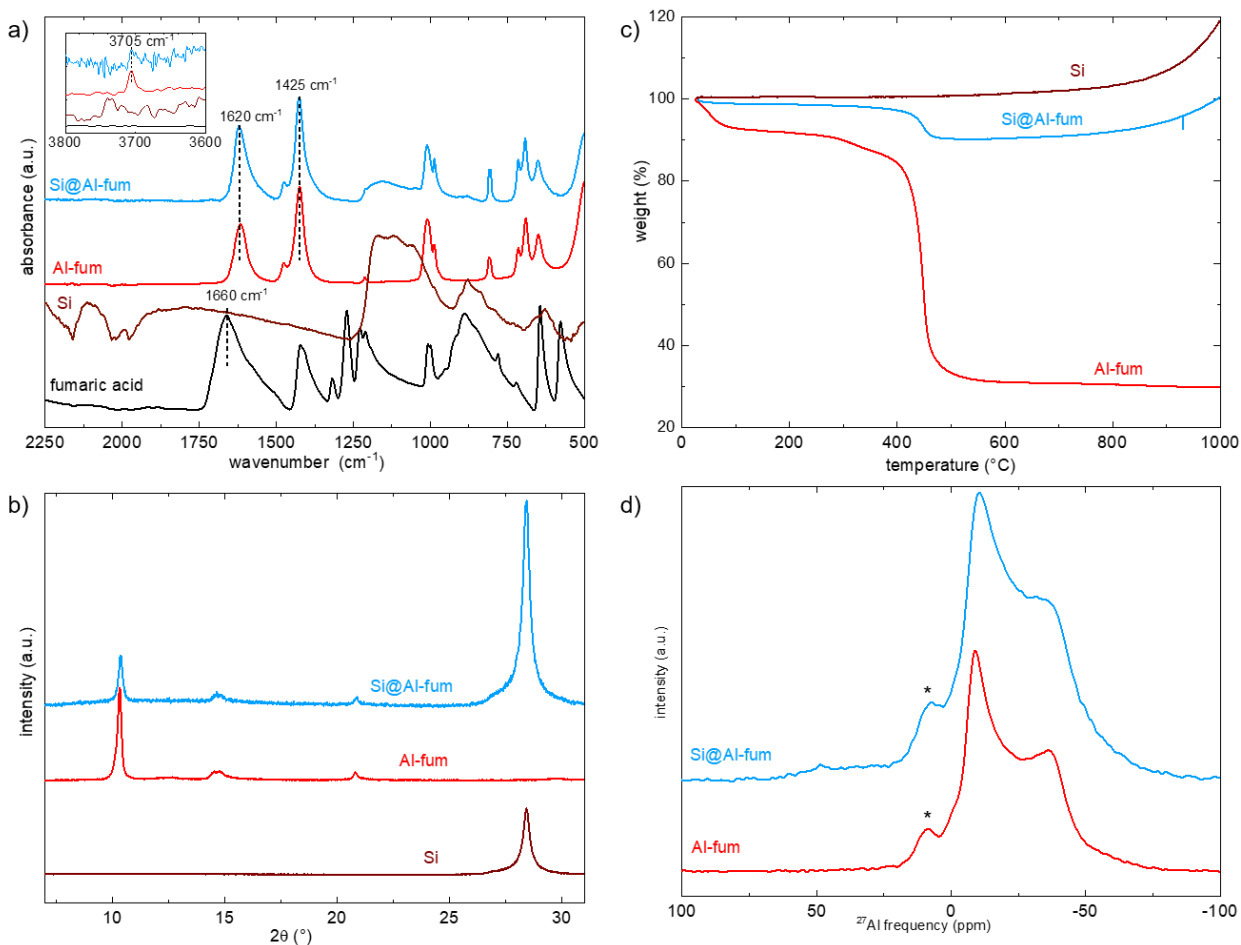 a)
3705 cm⁻¹
3800 3700 3600
1425 cm⁻¹
1620 cm⁻¹
Si@Al-fum
Al-fum
1660 cm⁻¹
Si
fumaric acid
absorbance (a.u.)
2250 2000 1750 1500 1250 1000 750 500
wavenumber (cm⁻¹)
c)
120
100
80
60
40
20
Si
Si@Al-fum
Al-fum
weight (%)
0 200 400 600 800 1000
temperature (°C)
b)
Si@Al-fum
Al-fum
Si
intensity (a.u.)
10 15 20 25 30
2θ (°)
d)
*
Si@Al-fum
*
Al-fum
intensity (a.u.)
100 50 0 -50 -100
²⁷Al frequency (ppm)